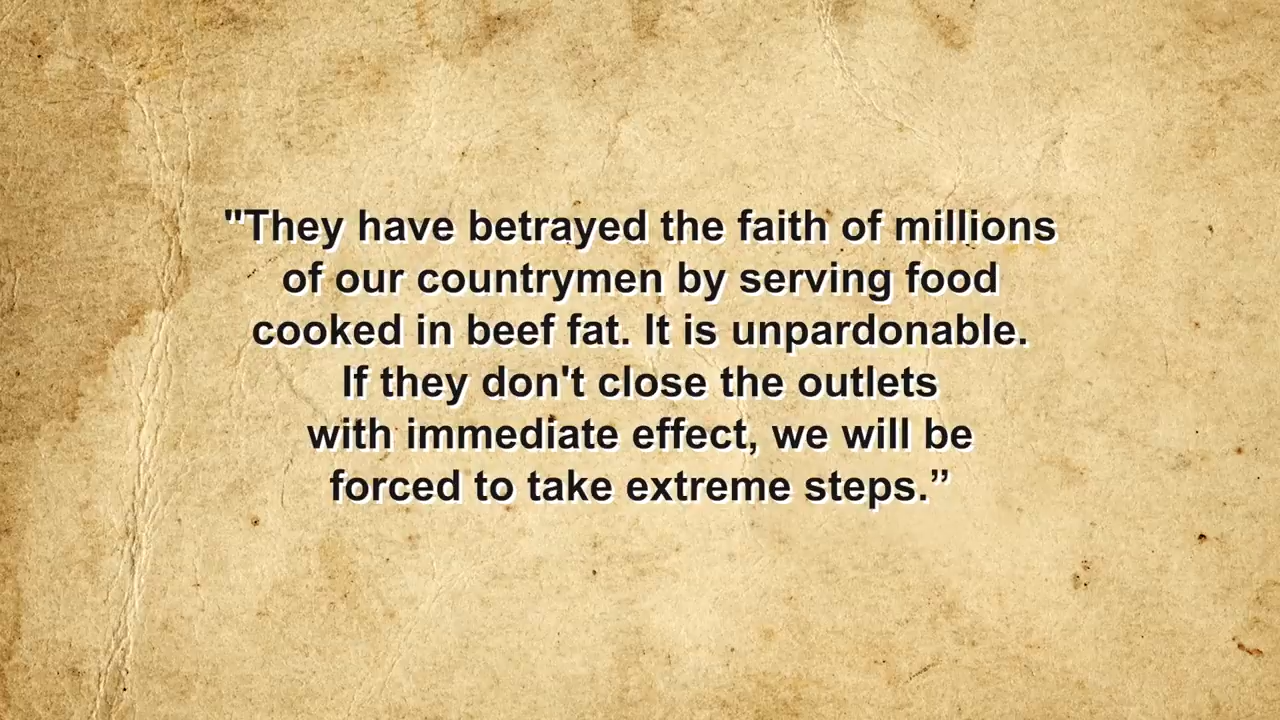 "They have betrayed the faith of millions
of our countrymen by serving food
cooked in beef fat. It is unpardonable.
If they don't close the outlets
with immediate effect, we will be
forced to take extreme steps.”